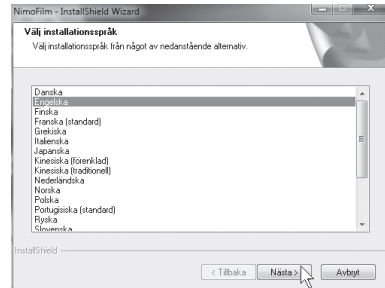 NimoFilm - InstallShield Wizard
Välj installationsspråk
Välj installationsspråk från något av nedanstående alternativ.
Danska
Engelska
Finska
Franska (standard)
Grekiska
Italienska
Japanska
Kinesiska (förenklad)
Kinesiska (traditionell)
Nederländska
Norska
Polska
Portugisiska (standard)
Ryska
Slovenska
InstallShield
< Tillbaka
Nästa >
Avbryt